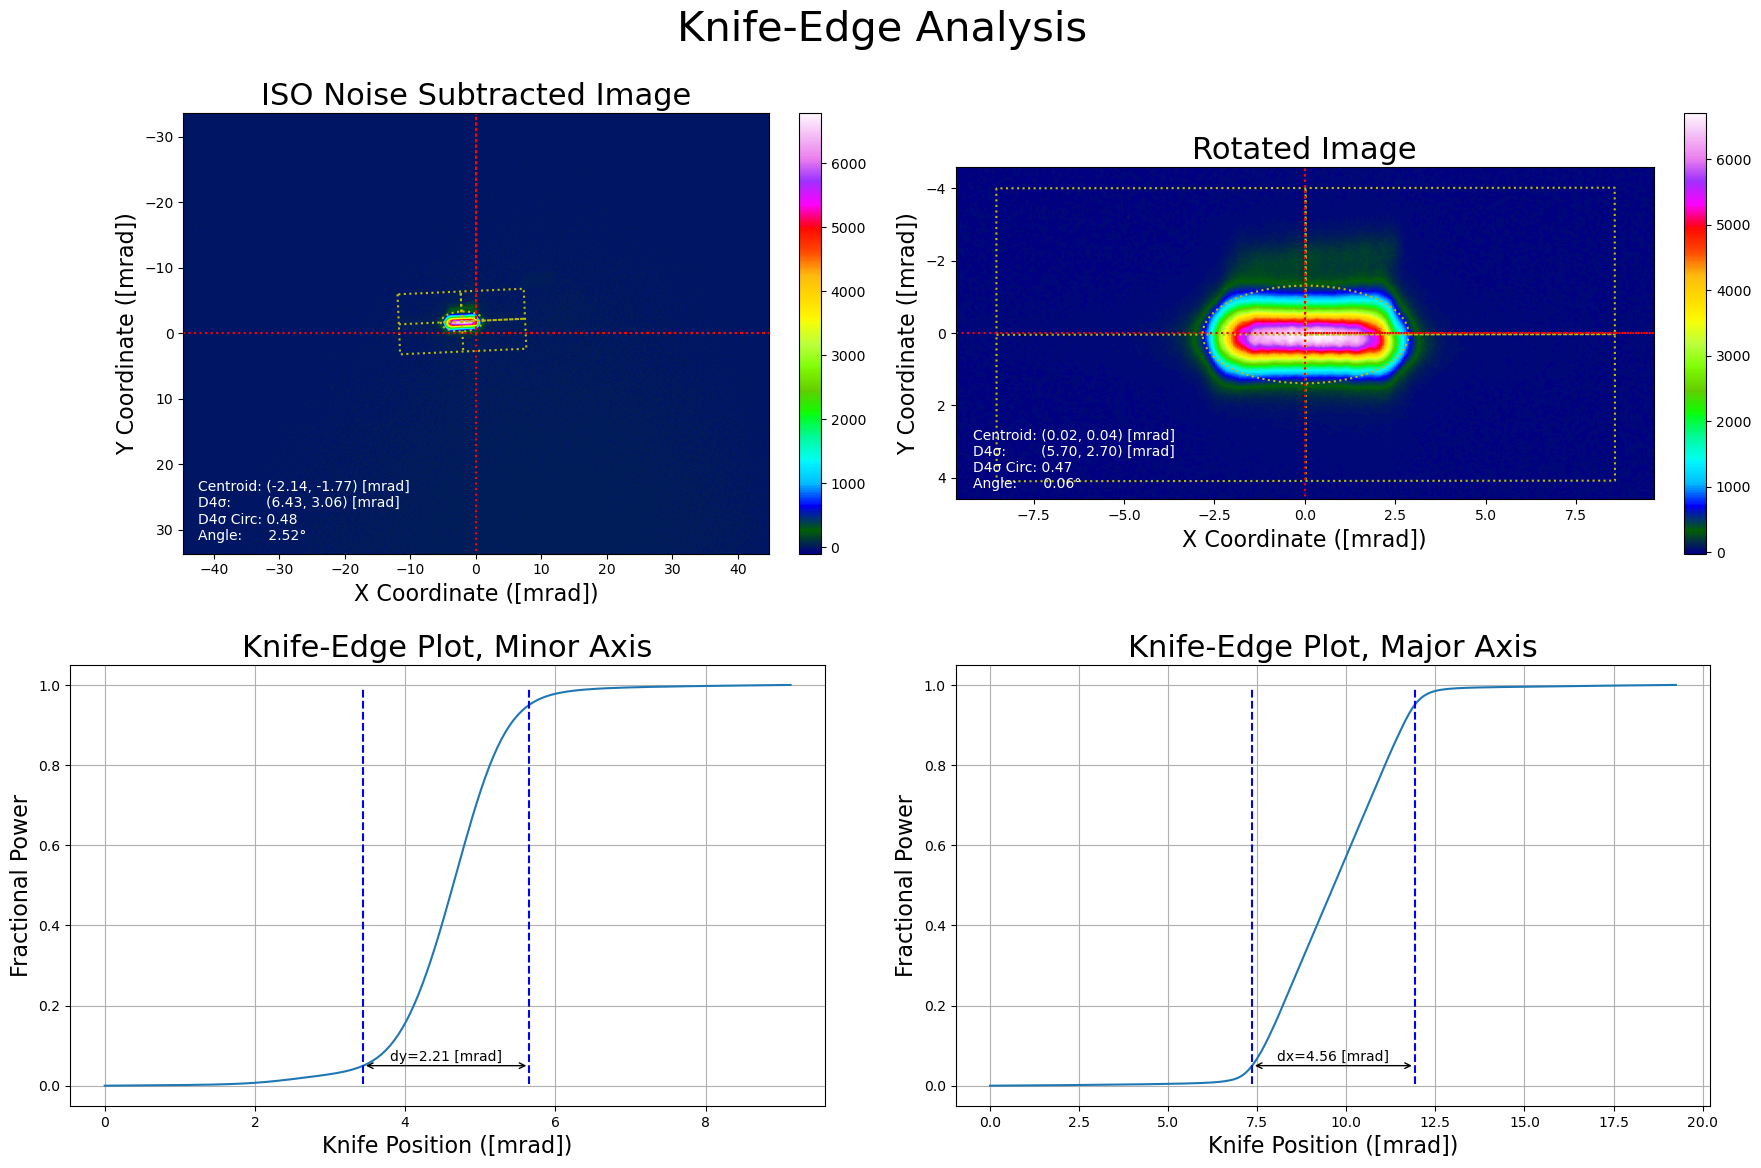 Knife-Edge Analysis
ISO Noise Subtracted Image
−30
−20
−10
0
10
20
30
Y Coordinate ([mrad])
Centroid: (-2.14, -1.77) [mrad]
D4σ: (6.43, 3.06) [mrad]
D4σ Circ: 0.48
Angle: 2.52°
−40 −30 −20 −10 0 10 20 30 40
X Coordinate ([mrad])
6000
5000
4000
3000
2000
1000
0
Rotated Image
−4
−2
0
2
4
Y Coordinate ([mrad])
Centroid: (0.02, 0.04) [mrad]
D4σ: (5.70, 2.70) [mrad]
D4σ Circ: 0.47
Angle: 0.06°
−7.5 −5.0 −2.5 0.0 2.5 5.0 7.5
X Coordinate ([mrad])
6000
5000
4000
3000
2000
1000
0
Knife-Edge Plot, Minor Axis
1.0
0.8
0.6
0.4
0.2
0.0
Fractional Power
dy=2.21 [mrad]
0 2 4 6 8
Knife Position ([mrad])
Knife-Edge Plot, Major Axis
1.0
0.8
0.6
0.4
0.2
0.0
Fractional Power
dx=4.56 [mrad]
0.0 2.5 5.0 7.5 10.0 12.5 15.0 17.5 20.0
Knife Position ([mrad])